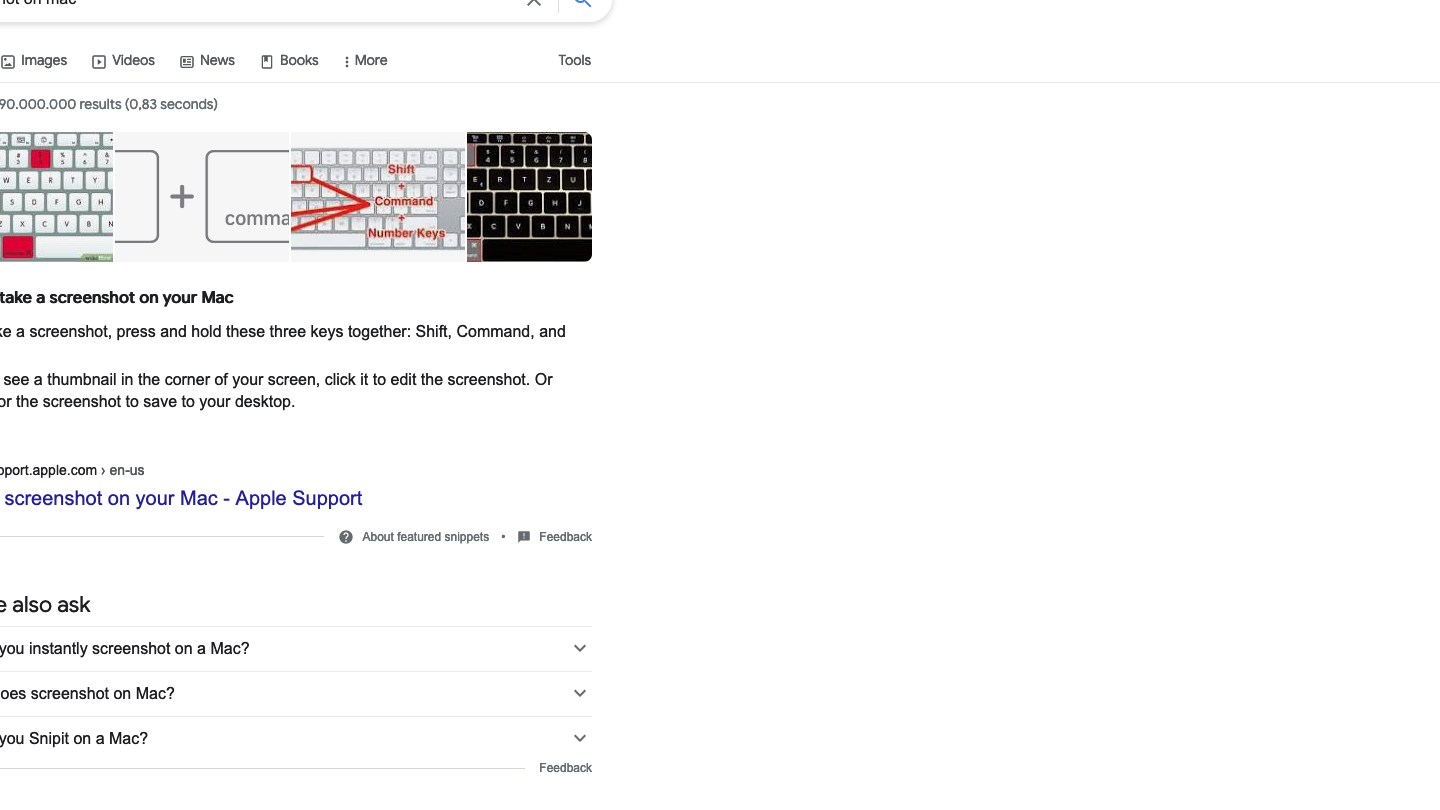 hot on mac
Images Videos News Books More Tools
90.000.000 results (0,83 seconds)
comma
Shift
+
Command
+
Number Keys
take a screenshot on your Mac
ke a screenshot, press and hold these three keys together: Shift, Command, and
see a thumbnail in the corner of your screen, click it to edit the screenshot. Or
or the screenshot to save to your desktop.
pport.apple.com › en-us
screenshot on your Mac - Apple Support
About featured snippets • Feedback
e also ask
you instantly screenshot on a Mac?
oes screenshot on Mac?
you Snipit on a Mac?
Feedback